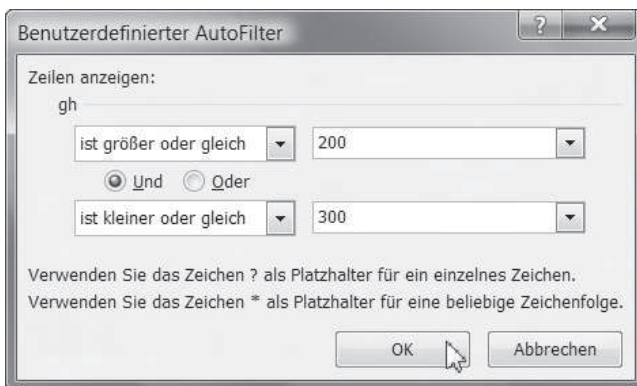 Benutzerdefinierter AutoFilter
?
Zeilen anzeigen:
gh
ist größer oder gleich 200
Und Oder
ist kleiner oder gleich 300
Verwenden Sie das Zeichen ? als Platzhalter für ein einzelnes Zeichen.
Verwenden Sie das Zeichen * als Platzhalter für eine beliebige Zeichenfolge.
OK Abbrechen